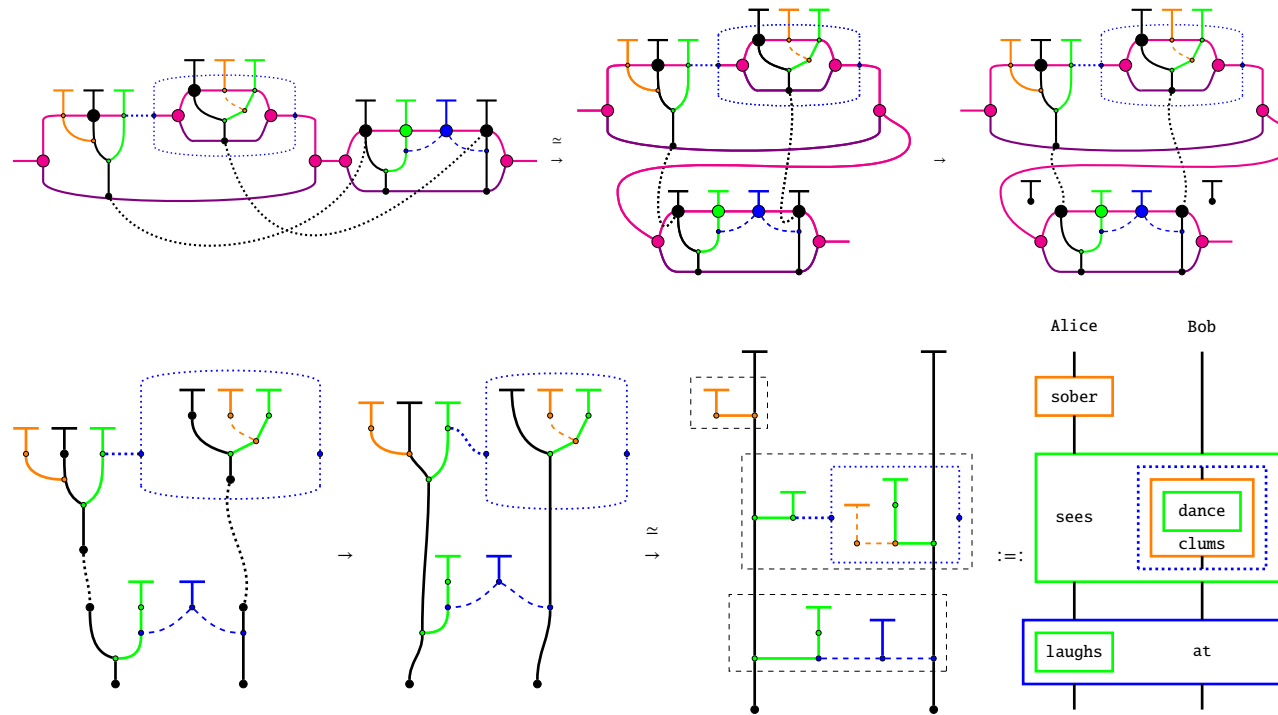 ≅
→
→
Alice
Bob
sober
sees
dance
clums
laughs
at
→
≅
→
:=: